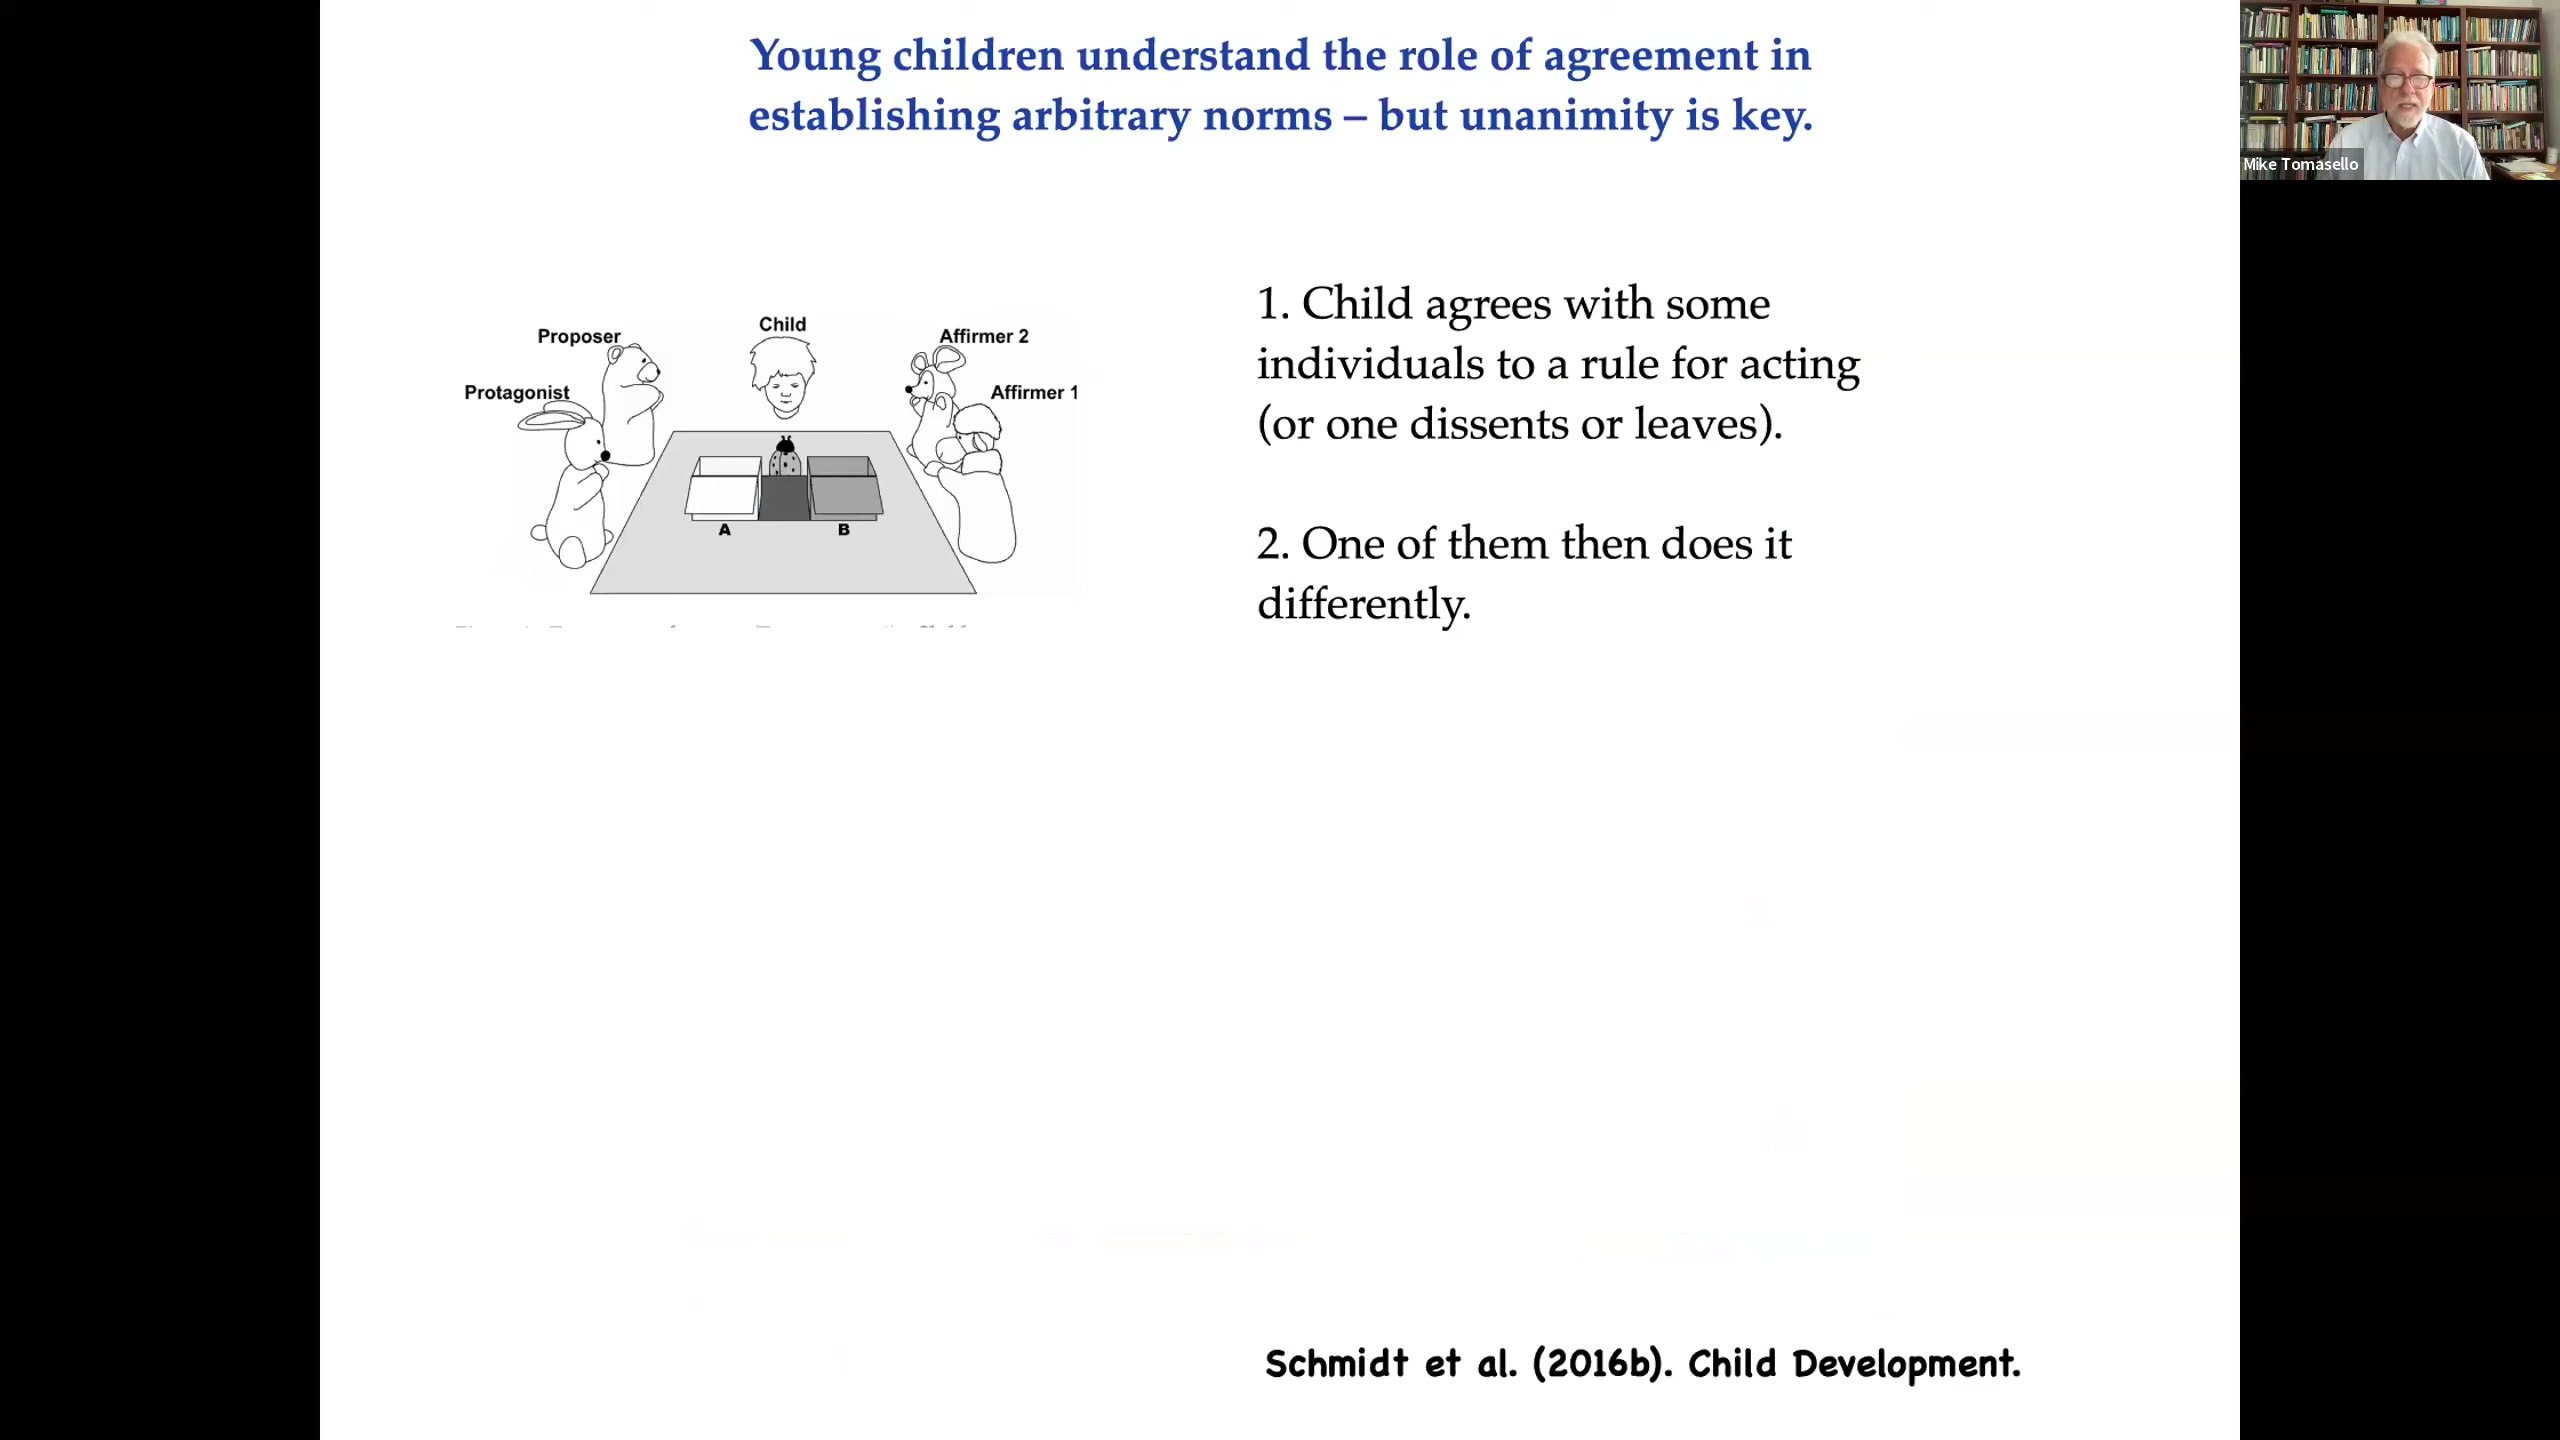 Young children understand the role of agreement in
establishing arbitrary norms – but unanimity is key.
Mike Tomasello
Proposer
Child
Affirmer 2
Protagonist
Affirmer 1
A
B
1. Child agrees with some
individuals to a rule for acting
(or one dissents or leaves).
2. One of them then does it
differently.
Schmidt et al. (2016b). Child Development.